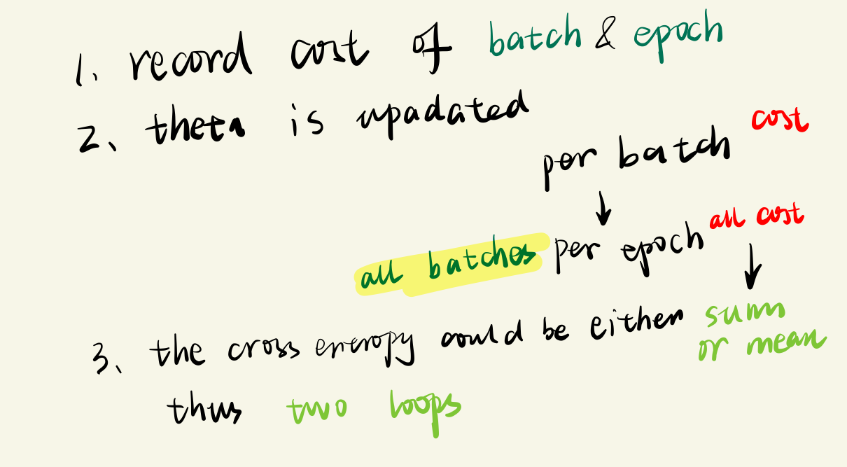 1. record cost of batch & epoch
2. theta is upadated
per batch cost
all batches per epoch all cost
3. the cross eneropy could be either sum or mean
thus two loops